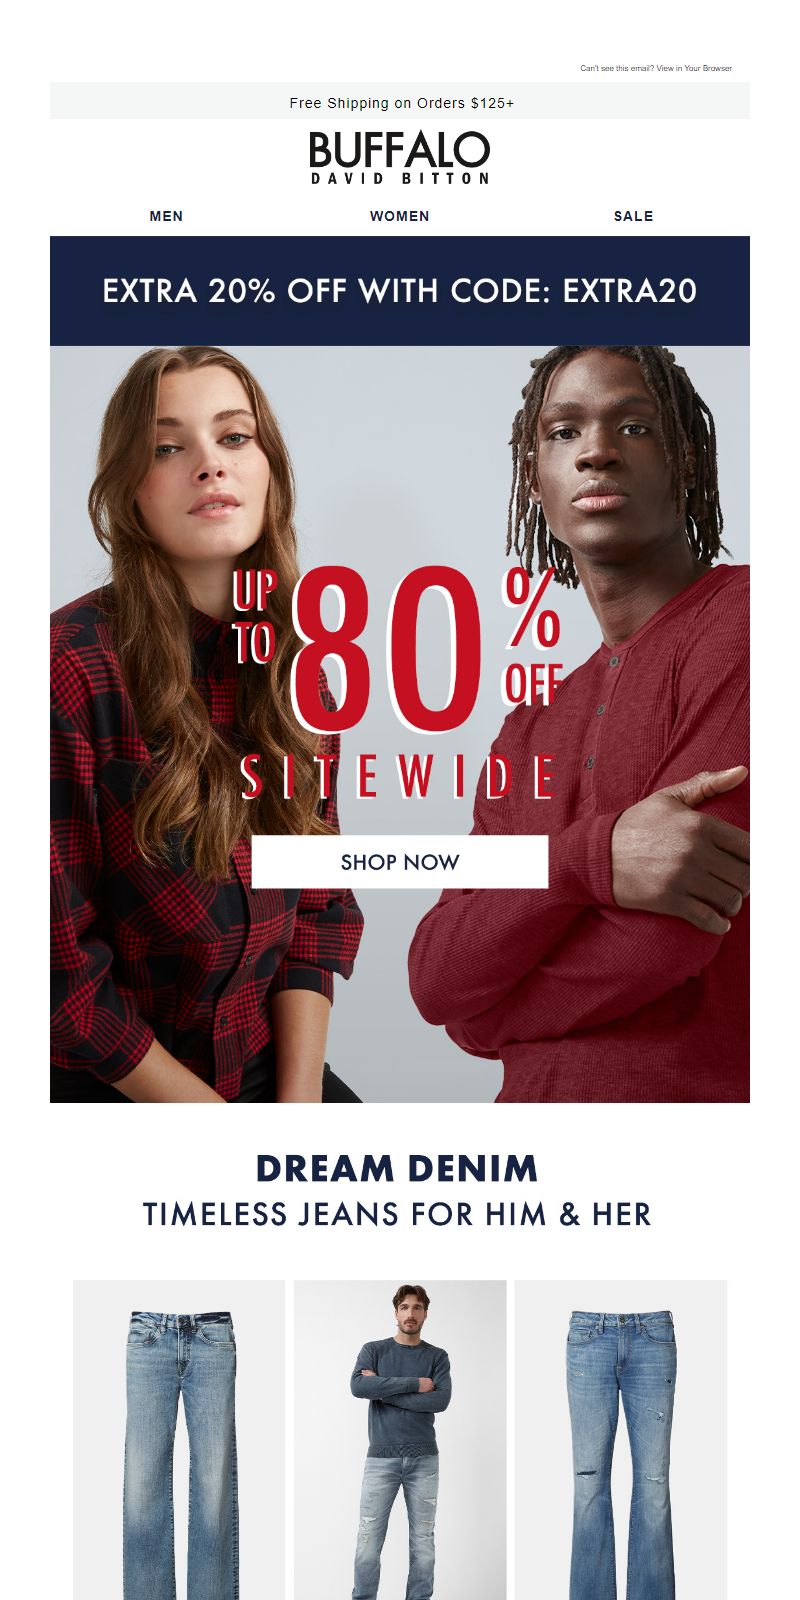 Can't see this email? View in Your Browser
Free Shipping on Orders $125+
BUFFALO
DAVID BITTON
MEN WOMEN SALE
EXTRA 20% OFF WITH CODE: EXTRA20
UP TO 80% OFF
SITEWIDE
SHOP NOW
DREAM DENIM
TIMELESS JEANS FOR HIM & HER